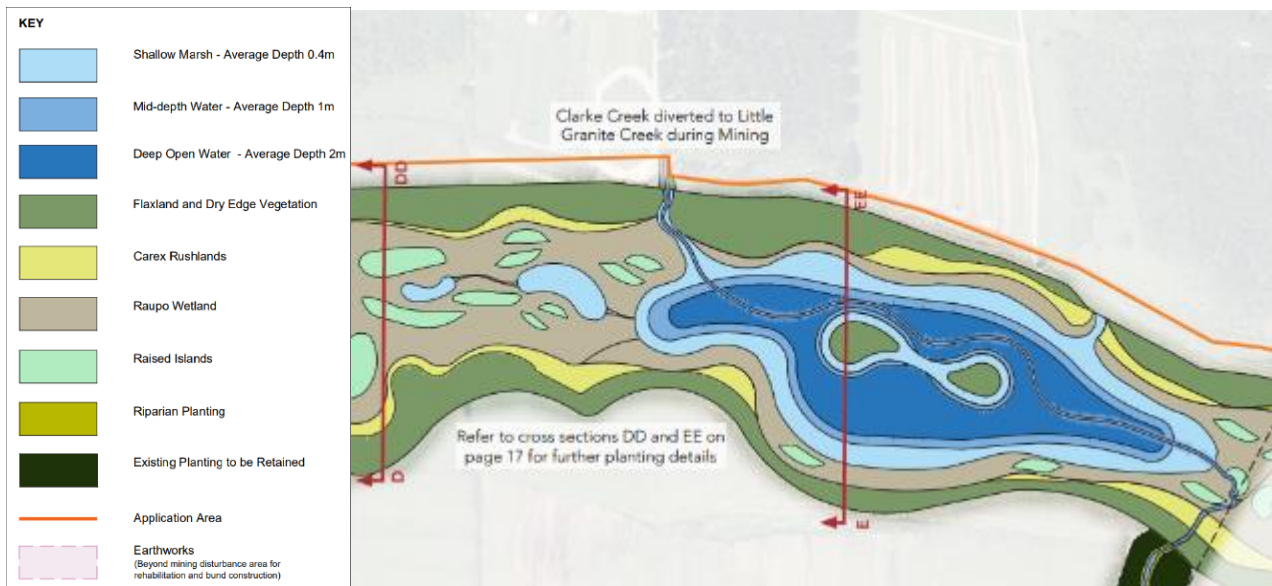 KEY
Shallow Marsh - Average Depth 0.4m
Mid-depth Water - Average Depth 1m
Deep Open Water - Average Depth 2m
Flaxland and Dry Edge Vegetation
Carex Rushlands
Raupo Wetland
Raised Islands
Riparian Planting
Existing Planting to be Retained
Application Area
Earthworks
(Beyond mining disturbance area for
rehabilitation and bund construction)
Clarke Creek diverted to Little
Granite Creek during Mining
DD
EE
Refer to cross sections DD and EE on
page 17 for further planting details
D
E